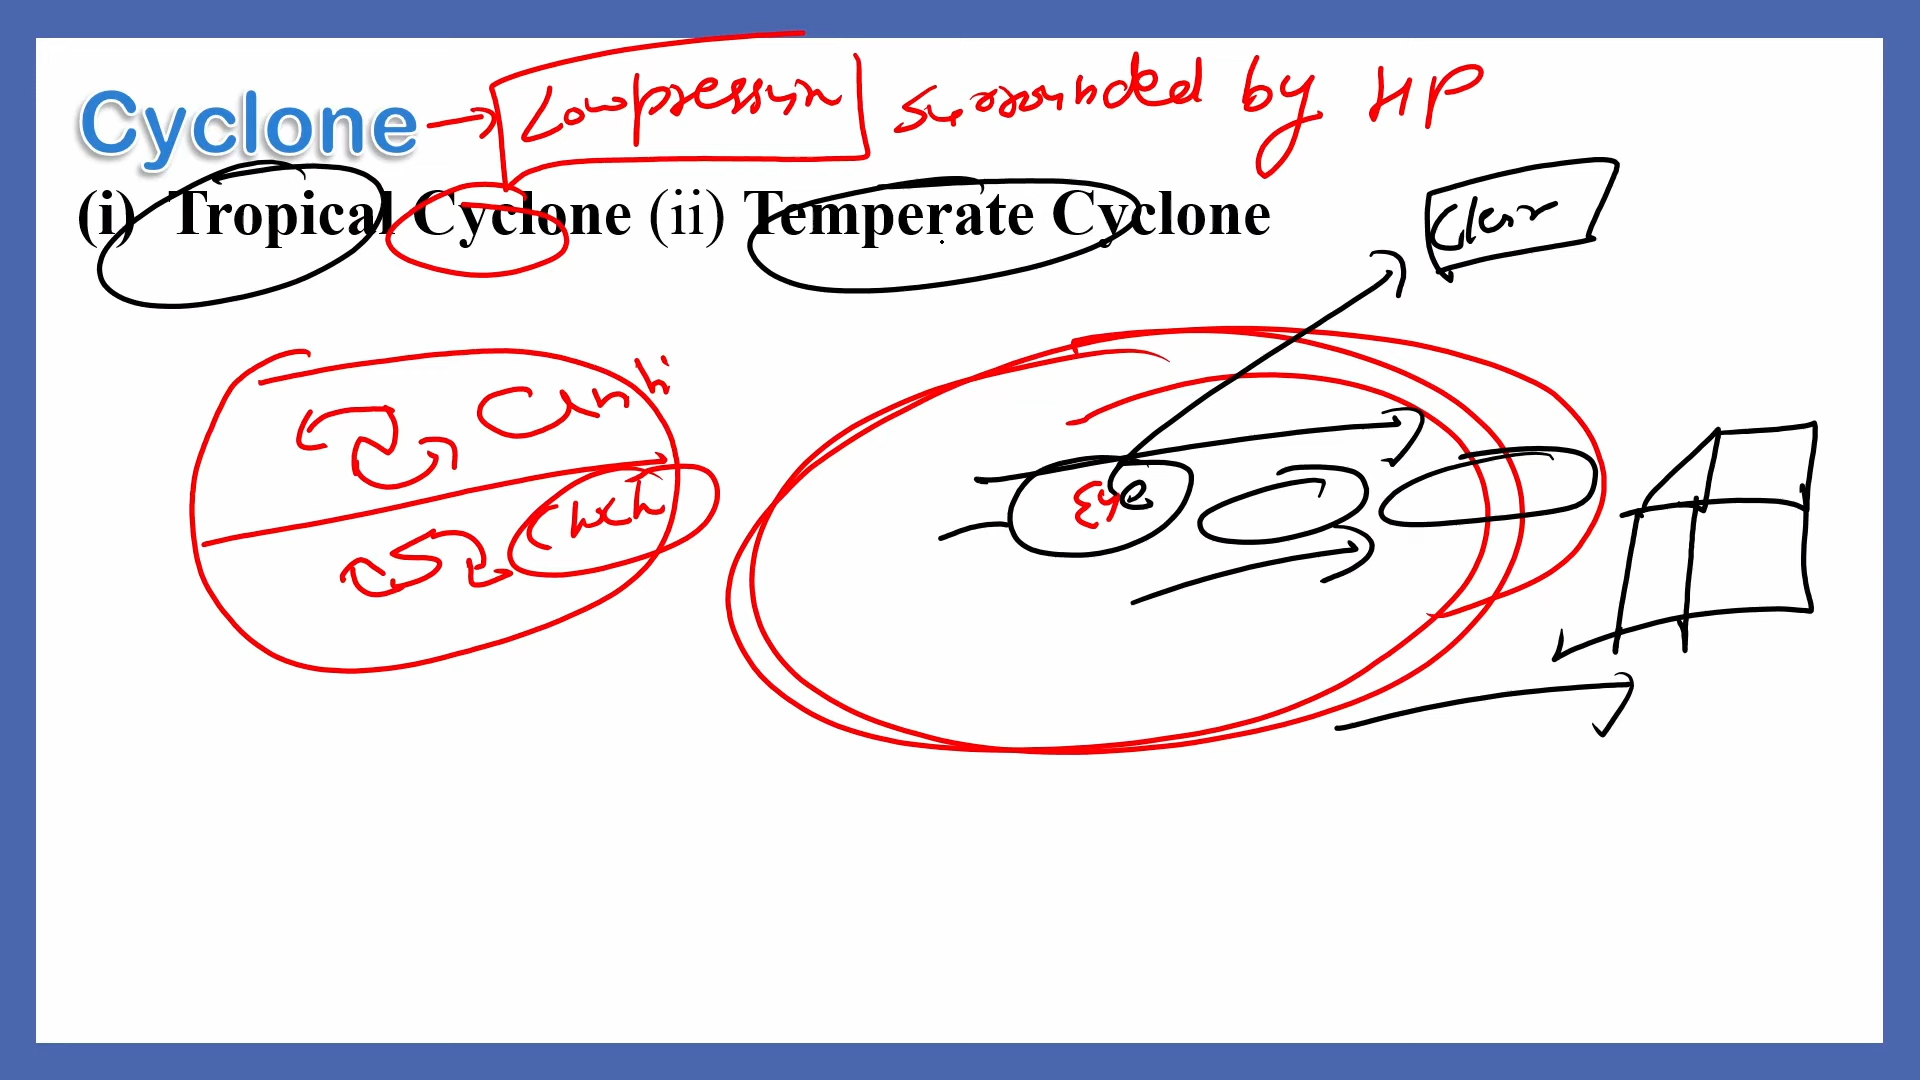 Cyclone → Low pressure surrounded by HP
(i) Tropical Cyclone (ii) Temperate Cyclone
Clear
Eye